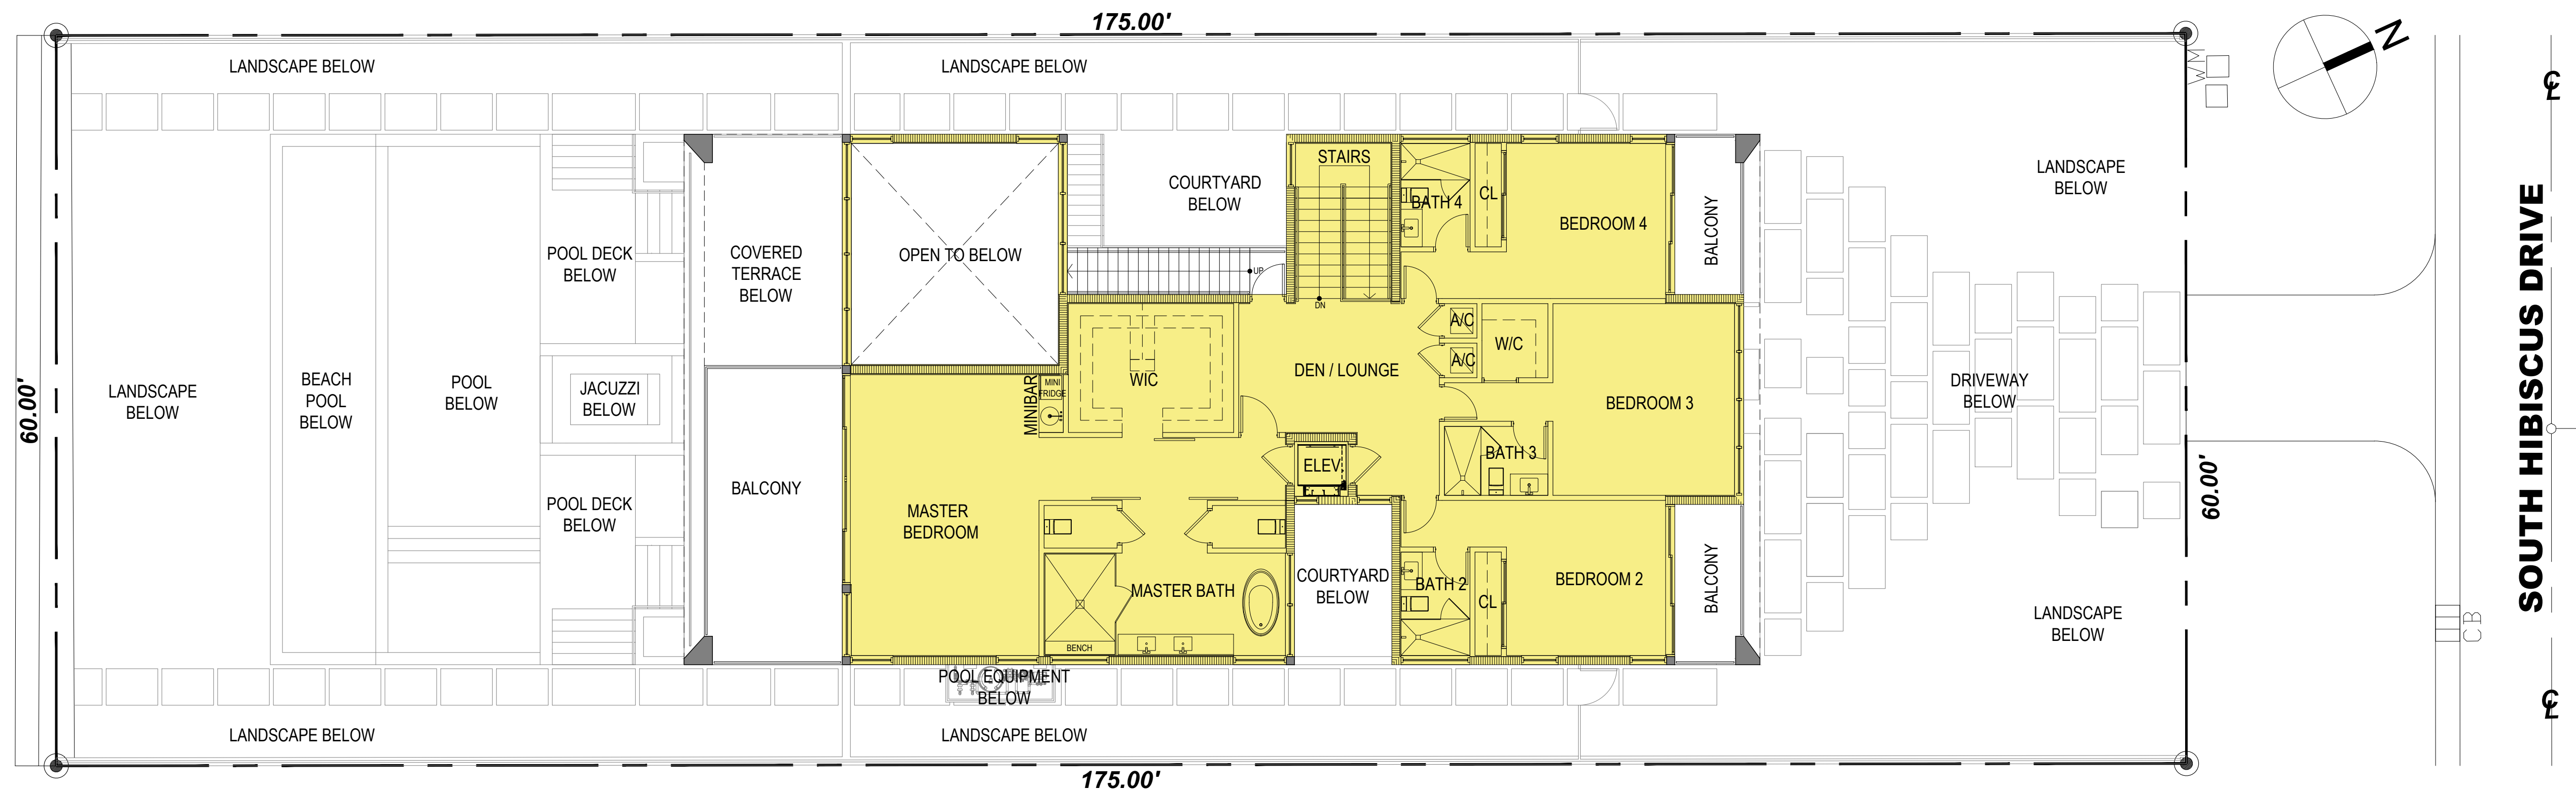 175.00'
N
LANDSCAPE BELOW
LANDSCAPE BELOW
WM
℄
STAIRS
COURTYARD
BELOW
CL
BATH 4
BEDROOM 4
BALCONY
LANDSCAPE
BELOW
SOUTH HIBISCUS DRIVE
POOL DECK
BELOW
COVERED
TERRACE
BELOW
OPEN TO BELOW
UP
DN
A/C
A/C
W/C
60.00'
LANDSCAPE
BELOW
BEACH
POOL
BELOW
POOL
BELOW
JACUZZI
BELOW
MINIBAR
MINI
FRIDGE
WIC
DEN / LOUNGE
BEDROOM 3
DRIVEWAY
BELOW
BATH 3
ELEV
BALCONY
60.00'
POOL DECK
BELOW
MASTER
BEDROOM
MASTER BATH
BENCH
COURTYARD
BELOW
BATH 2
CL
BEDROOM 2
BALCONY
LANDSCAPE
BELOW
CB
POOL EQUIPMENT
BELOW
℄
LANDSCAPE BELOW
LANDSCAPE BELOW
175.00'